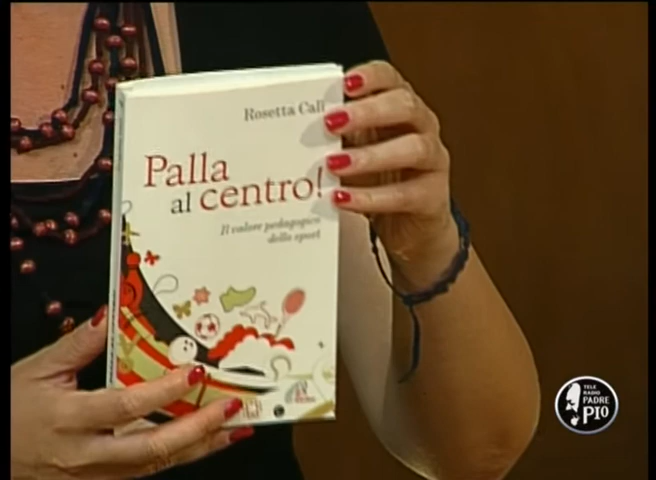 Rosetta Calì
Palla
al centro!
Il valore pedagogico
dello sport
TELE
RADIO
PADRE
PIO